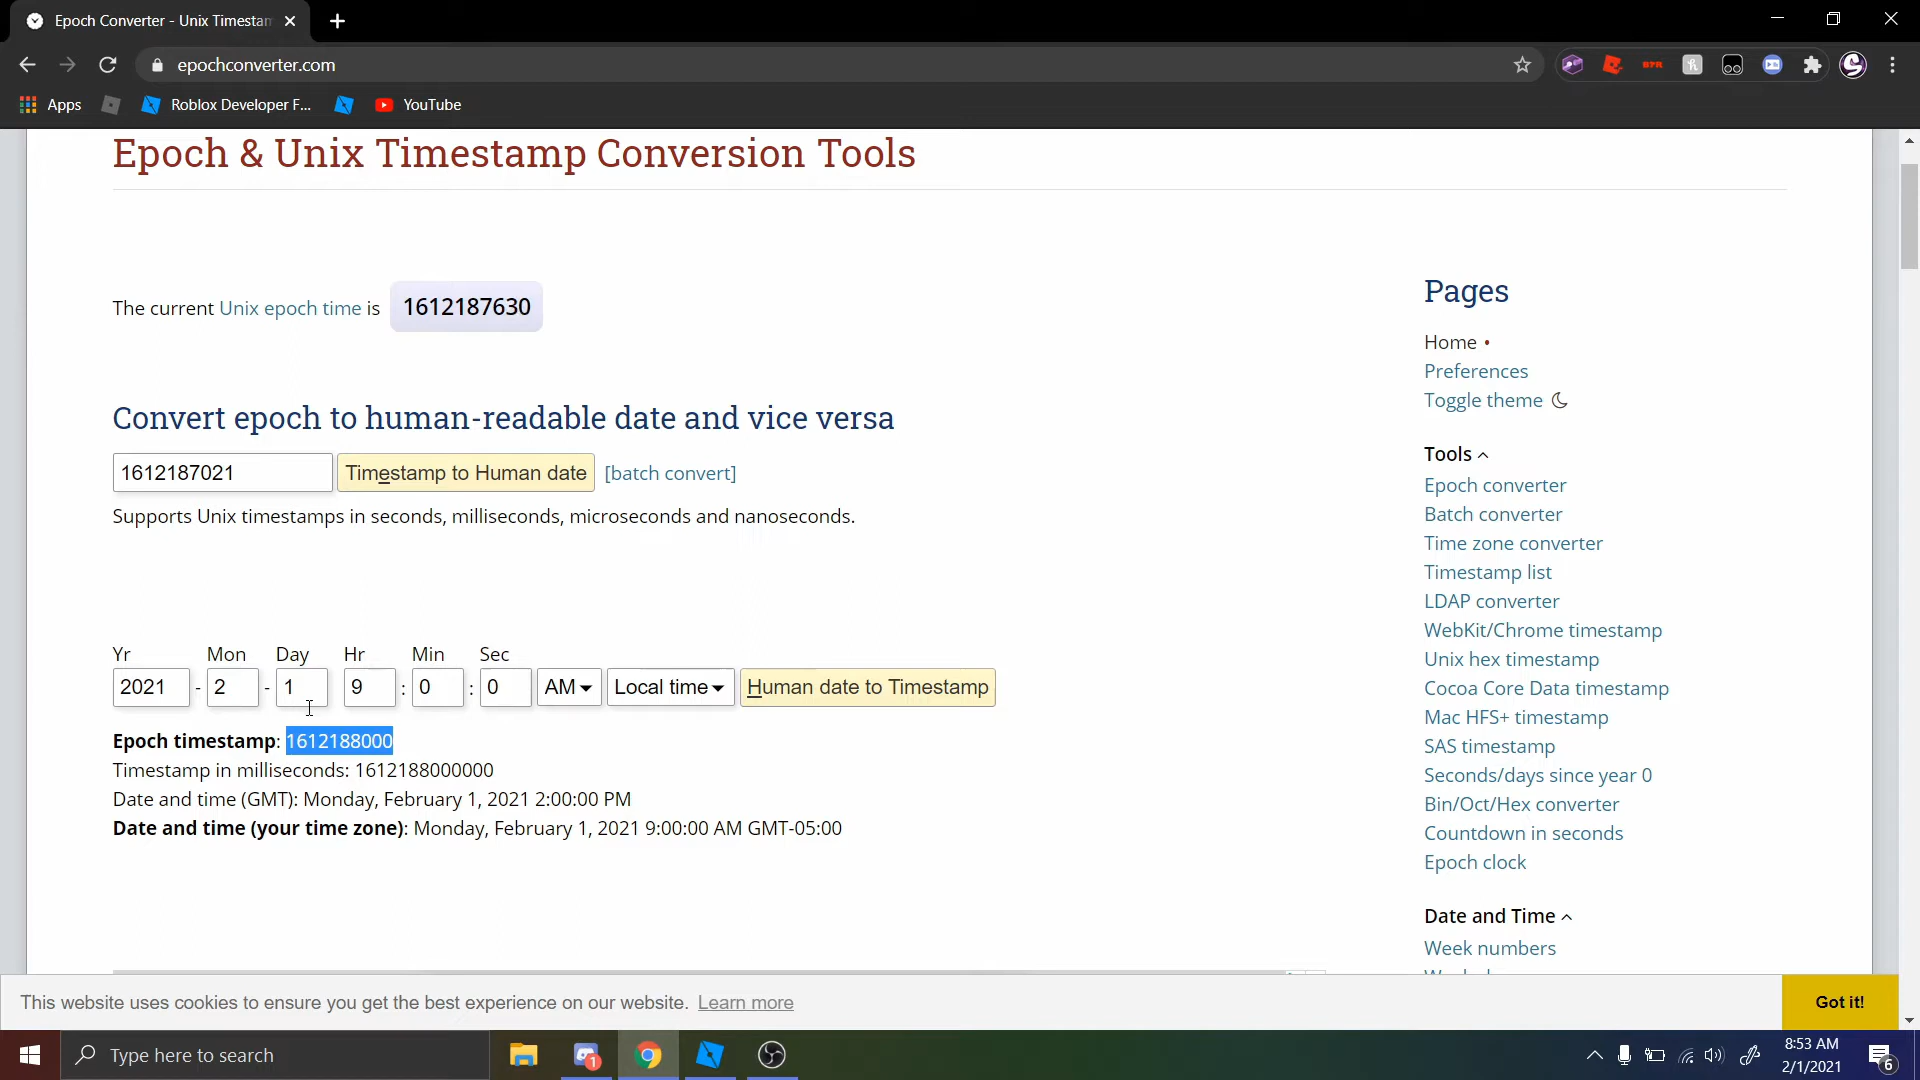 Epoch Converter - Unix Timestam
epochconverter.com
BTR
Apps
Roblox Developer F...
YouTube
Epoch & Unix Timestamp Conversion Tools
The current Unix epoch time is 1612187630
Convert epoch to human-readable date and vice versa
1612187021 Timestamp to Human date [batch convert]
Supports Unix timestamps in seconds, milliseconds, microseconds and nanoseconds.
Yr Mon Day Hr Min Sec
2021 - 2 - 1 9 : 0 : 0 AM Local time Human date to Timestamp
Epoch timestamp: 1612188000
Timestamp in milliseconds: 1612188000000
Date and time (GMT): Monday, February 1, 2021 2:00:00 PM
Date and time (your time zone): Monday, February 1, 2021 9:00:00 AM GMT-05:00
Pages
Home •
Preferences
Toggle theme
Tools
Epoch converter
Batch converter
Time zone converter
Timestamp list
LDAP converter
WebKit/Chrome timestamp
Unix hex timestamp
Cocoa Core Data timestamp
Mac HFS+ timestamp
SAS timestamp
Seconds/days since year 0
Bin/Oct/Hex converter
Countdown in seconds
Epoch clock
Date and Time
Week numbers
This website uses cookies to ensure you get the best experience on our website. Learn more
Got it!
Type here to search
1
8:53 AM
2/1/2021
6